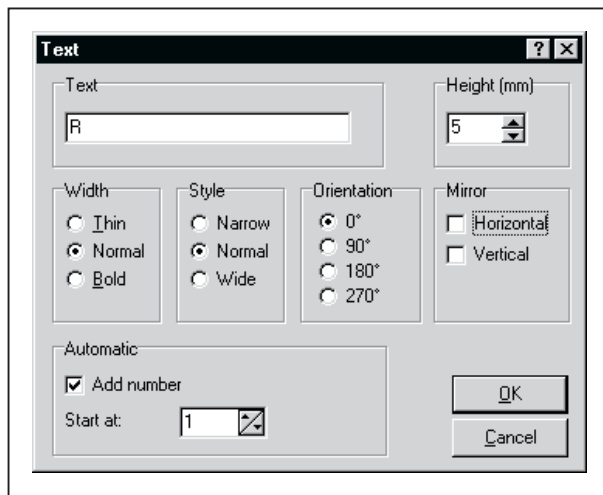 Text
Text
R
Height (mm)
5
Width
Thin
Normal
Bold
Style
Narrow
Normal
Wide
Orientation
0°
90°
180°
270°
Mirror
Horizontal
Vertical
Automatic
Add number
Start at: 1
OK
Cancel